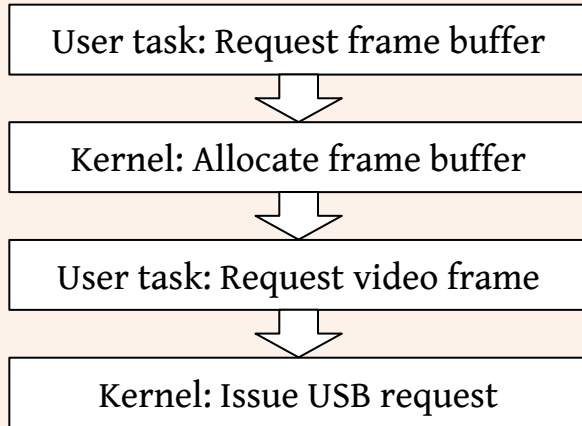 User task: Request frame buffer
Kernel: Allocate frame buffer
User task: Request video frame
Kernel: Issue USB request